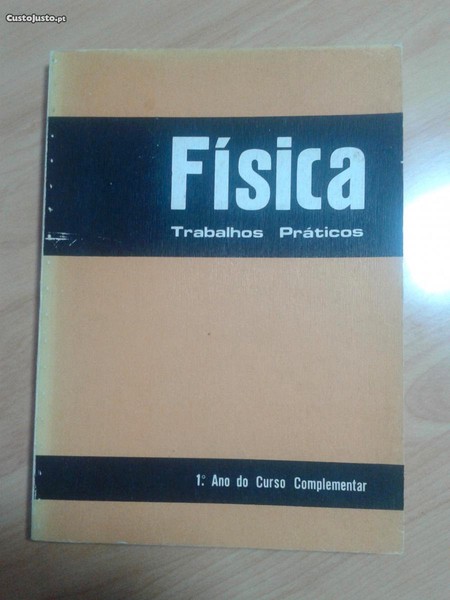 CustoJusto.pt
Física
Trabalhos Práticos
1.º Ano do Curso Complementar